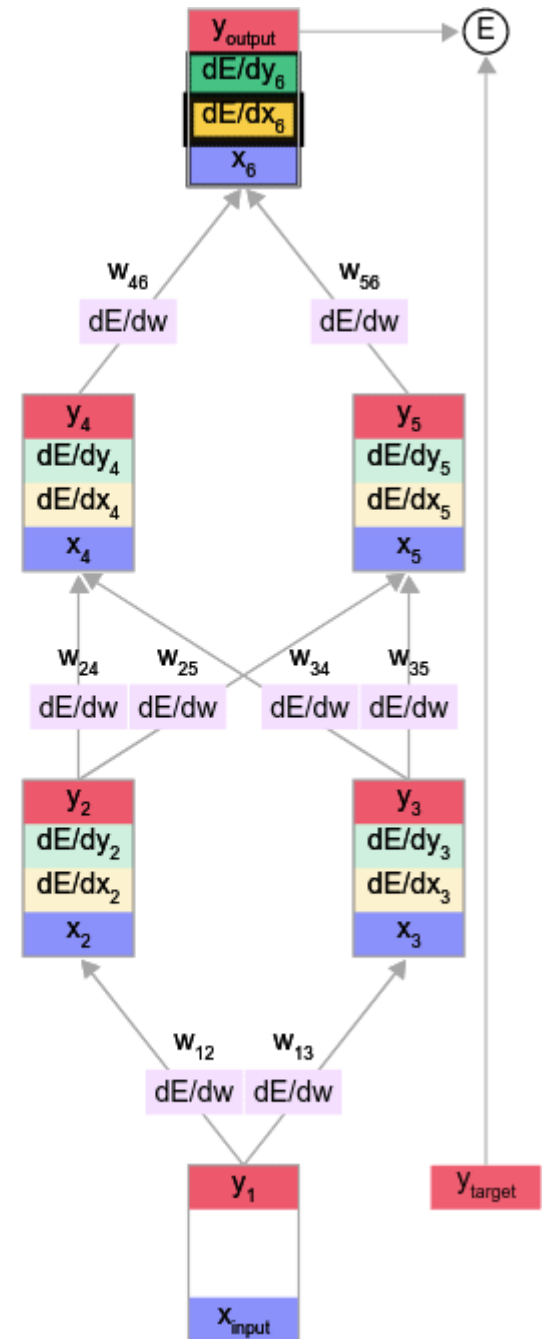 y_output E
dE/dy_6
dE/dx_6
x_6
w_46 w_56
dE/dw dE/dw
y_4 y_5
dE/dy_4 dE/dy_5
dE/dx_4 dE/dx_5
x_4 x_5
w_24 w_25 w_34 w_35
dE/dw dE/dw dE/dw dE/dw
y_2 y_3
dE/dy_2 dE/dy_3
dE/dx_2 dE/dx_3
x_2 x_3
w_12 w_13
dE/dw dE/dw
y_1 y_target
x_input